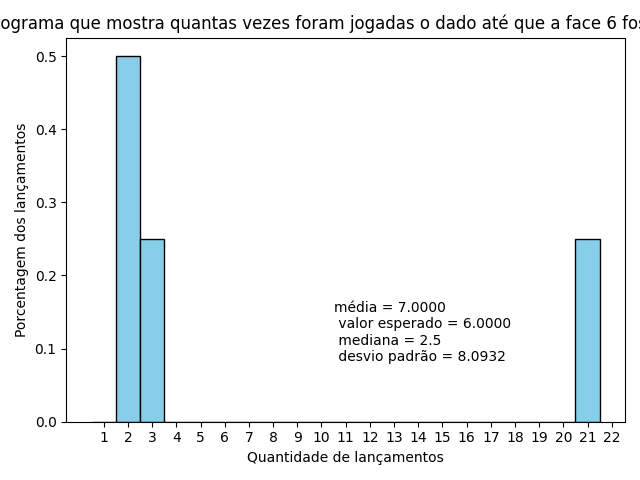 ograma que mostra quantas vezes foram jogadas o dado até que a face 6 fos
Porcentagem dos lançamentos
0.5
0.4
0.3
0.2
0.1
0.0
média = 7.0000
valor esperado = 6.0000
mediana = 2.5
desvio padrão = 8.0932
1 2 3 4 5 6 7 8 9 10 11 12 13 14 15 16 17 18 19 20 21 22
Quantidade de lançamentos